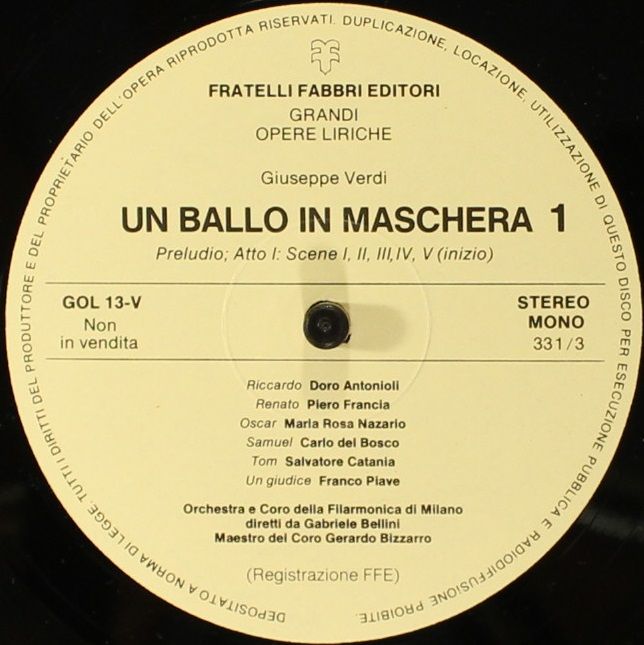 DEPOSITATO A NORMA DI LEGGE. TUTTI I DIRITTI DEL PRODUTTORE E DEL PROPRIETARIO DELL'OPERA RIPRODOTTA RISERVATI. DUPLICAZIONE, LOCAZIONE, UTILIZZAZIONE DI QUESTO DISCO PER ESECUZIONE PUBBLICA E RADIODIFFUSIONE PROIBITE.
FRATELLI FABBRI EDITORI
GRANDI
OPERE LIRICHE
Giuseppe Verdi
UN BALLO IN MASCHERA 1
Preludio; Atto I: Scene I, II, III, IV, V (inizio)
GOL 13-V
Non
in vendita
STEREO
MONO
331/3
Riccardo Doro Antonioli
Renato Piero Francia
Oscar Maria Rosa Nazario
Samuel Carlo del Bosco
Tom Salvatore Catania
Un giudice Franco Piave
Orchestra e Coro della Filarmonica di Milano
diretti da Gabriele Bellini
Maestro del Coro Gerardo Bizzarro
(Registrazione FFE)